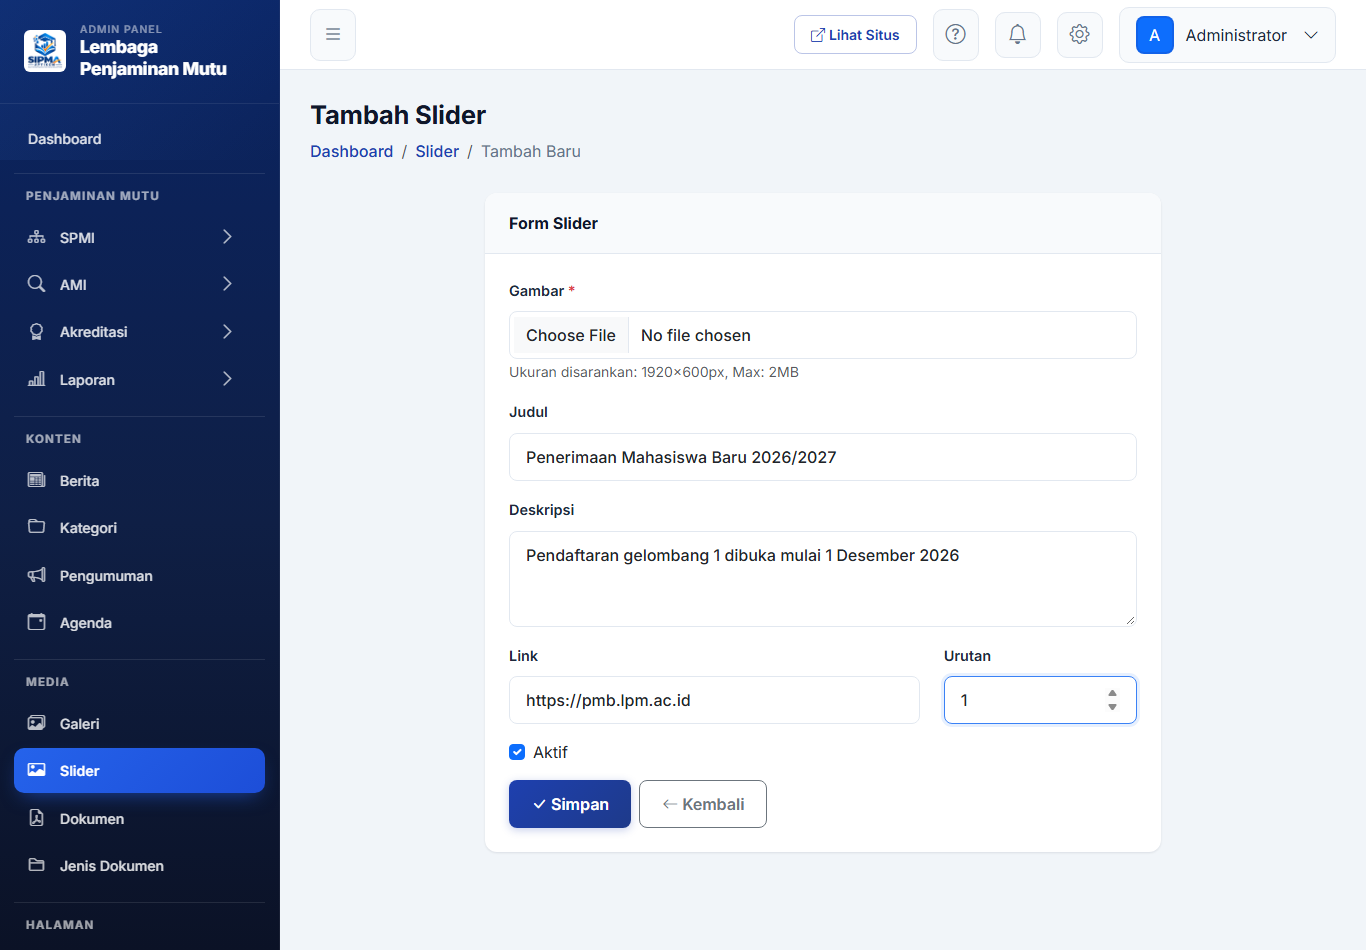 ADMIN PANEL
Lembaga
Penjaminan Mutu
SIPMA
Lihat Situs
A
Administrator
Dashboard
PENJAMINAN MUTU
SPMI
AMI
Akreditasi
Laporan
KONTEN
Berita
Kategori
Pengumuman
Agenda
MEDIA
Galeri
Slider
Dokumen
Jenis Dokumen
HALAMAN
Tambah Slider
Dashboard / Slider / Tambah Baru
Form Slider
Gambar *
Choose File No file chosen
Ukuran disarankan: 1920×600px, Max: 2MB
Judul
Penerimaan Mahasiswa Baru 2026/2027
Deskripsi
Pendaftaran gelombang 1 dibuka mulai 1 Desember 2026
Link
Urutan
https://pmb.lpm.ac.id
1
Aktif
Simpan
Kembali